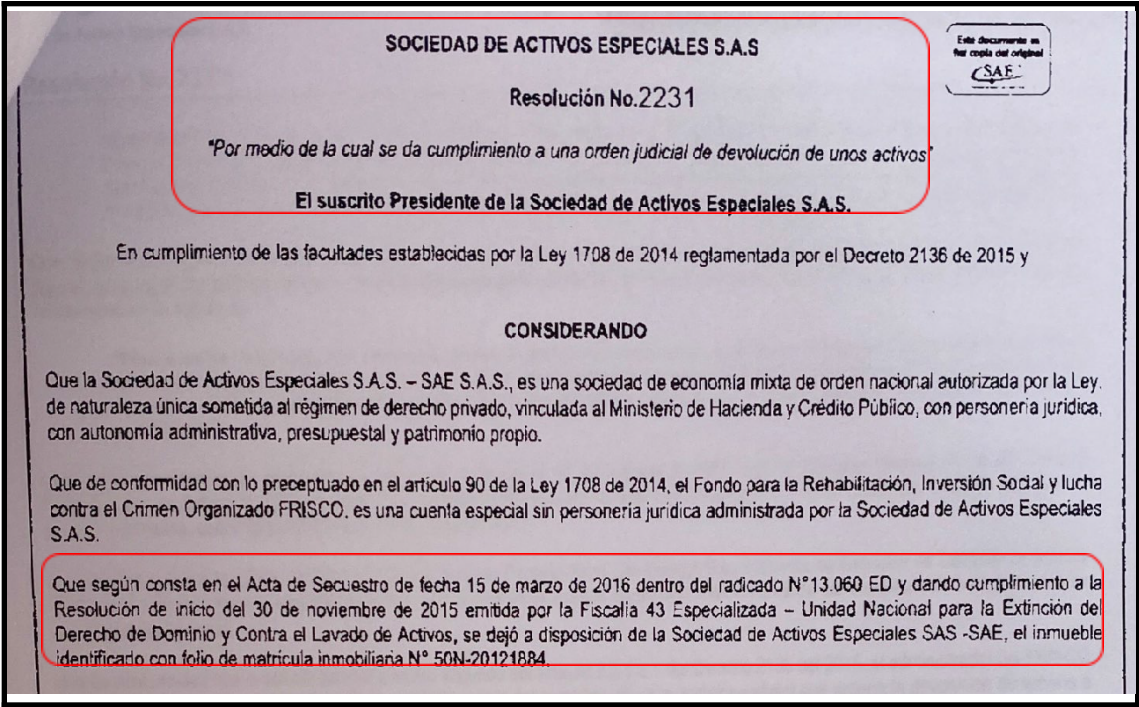 SOCIEDAD DE ACTIVOS ESPECIALES S.A.S
Este documento es
fiel copia del original
SAE
Resolución No.2231
"Por medio de la cual se da cumplimiento a una orden judicial de devolución de unos activos"
El suscrito Presidente de la Sociedad de Activos Especiales S.A.S.
En cumplimiento de las facultades establecidas por la Ley 1708 de 2014 reglamentada por el Decreto 2136 de 2015 y
CONSIDERANDO
Que la Sociedad de Activos Especiales S.A.S. – SAE S.A.S., es una sociedad de economía mixta de orden nacional autorizada por la Ley,
de naturaleza única sometida al régimen de derecho privado, vinculada al Ministerio de Hacienda y Crédito Público, con personería jurídica,
con autonomía administrativa, presupuestal y patrimonio propio.
Que de conformidad con lo preceptuado en el artículo 90 de la Ley 1708 de 2014, el Fondo para la Rehabilitación, Inversión Social y lucha
contra el Crimen Organizado FRISCO, es una cuenta especial sin personería jurídica administrada por la Sociedad de Activos Especiales
S.A.S.
Que según consta en el Acta de Secuestro de fecha 15 de marzo de 2016 dentro del radicado N°13.060 ED y dando cumplimiento a la
Resolución de inicio del 30 de noviembre de 2015 emitida por la Fiscalía 43 Especializada – Unidad Nacional para la Extinción del
Derecho de Dominio y Contra el Lavado de Activos, se dejó a disposición de la Sociedad de Activos Especiales SAS -SAE, el inmueble
identificado con folio de matrícula inmobiliaria N° 50N-20121884.